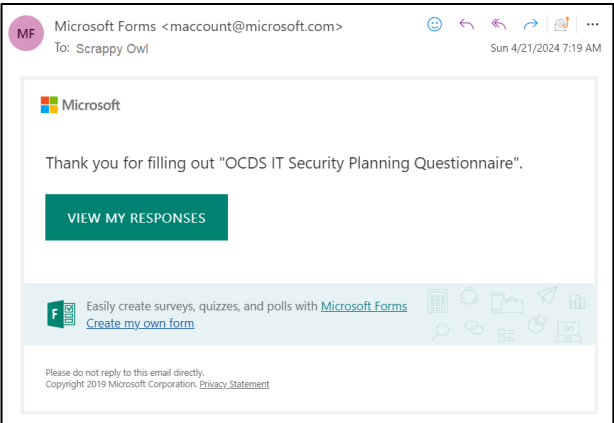 MF
Microsoft Forms <maccount@microsoft.com>
To: Scrappy Owl
Sun 4/21/2024 7:19 AM
Microsoft
Thank you for filling out "OCDS IT Security Planning Questionnaire".
VIEW MY RESPONSES
F
Easily create surveys, quizzes, and polls with Microsoft Forms
Create my own form
Please do not reply to this email directly.
Copyright 2019 Microsoft Corporation. Privacy Statement